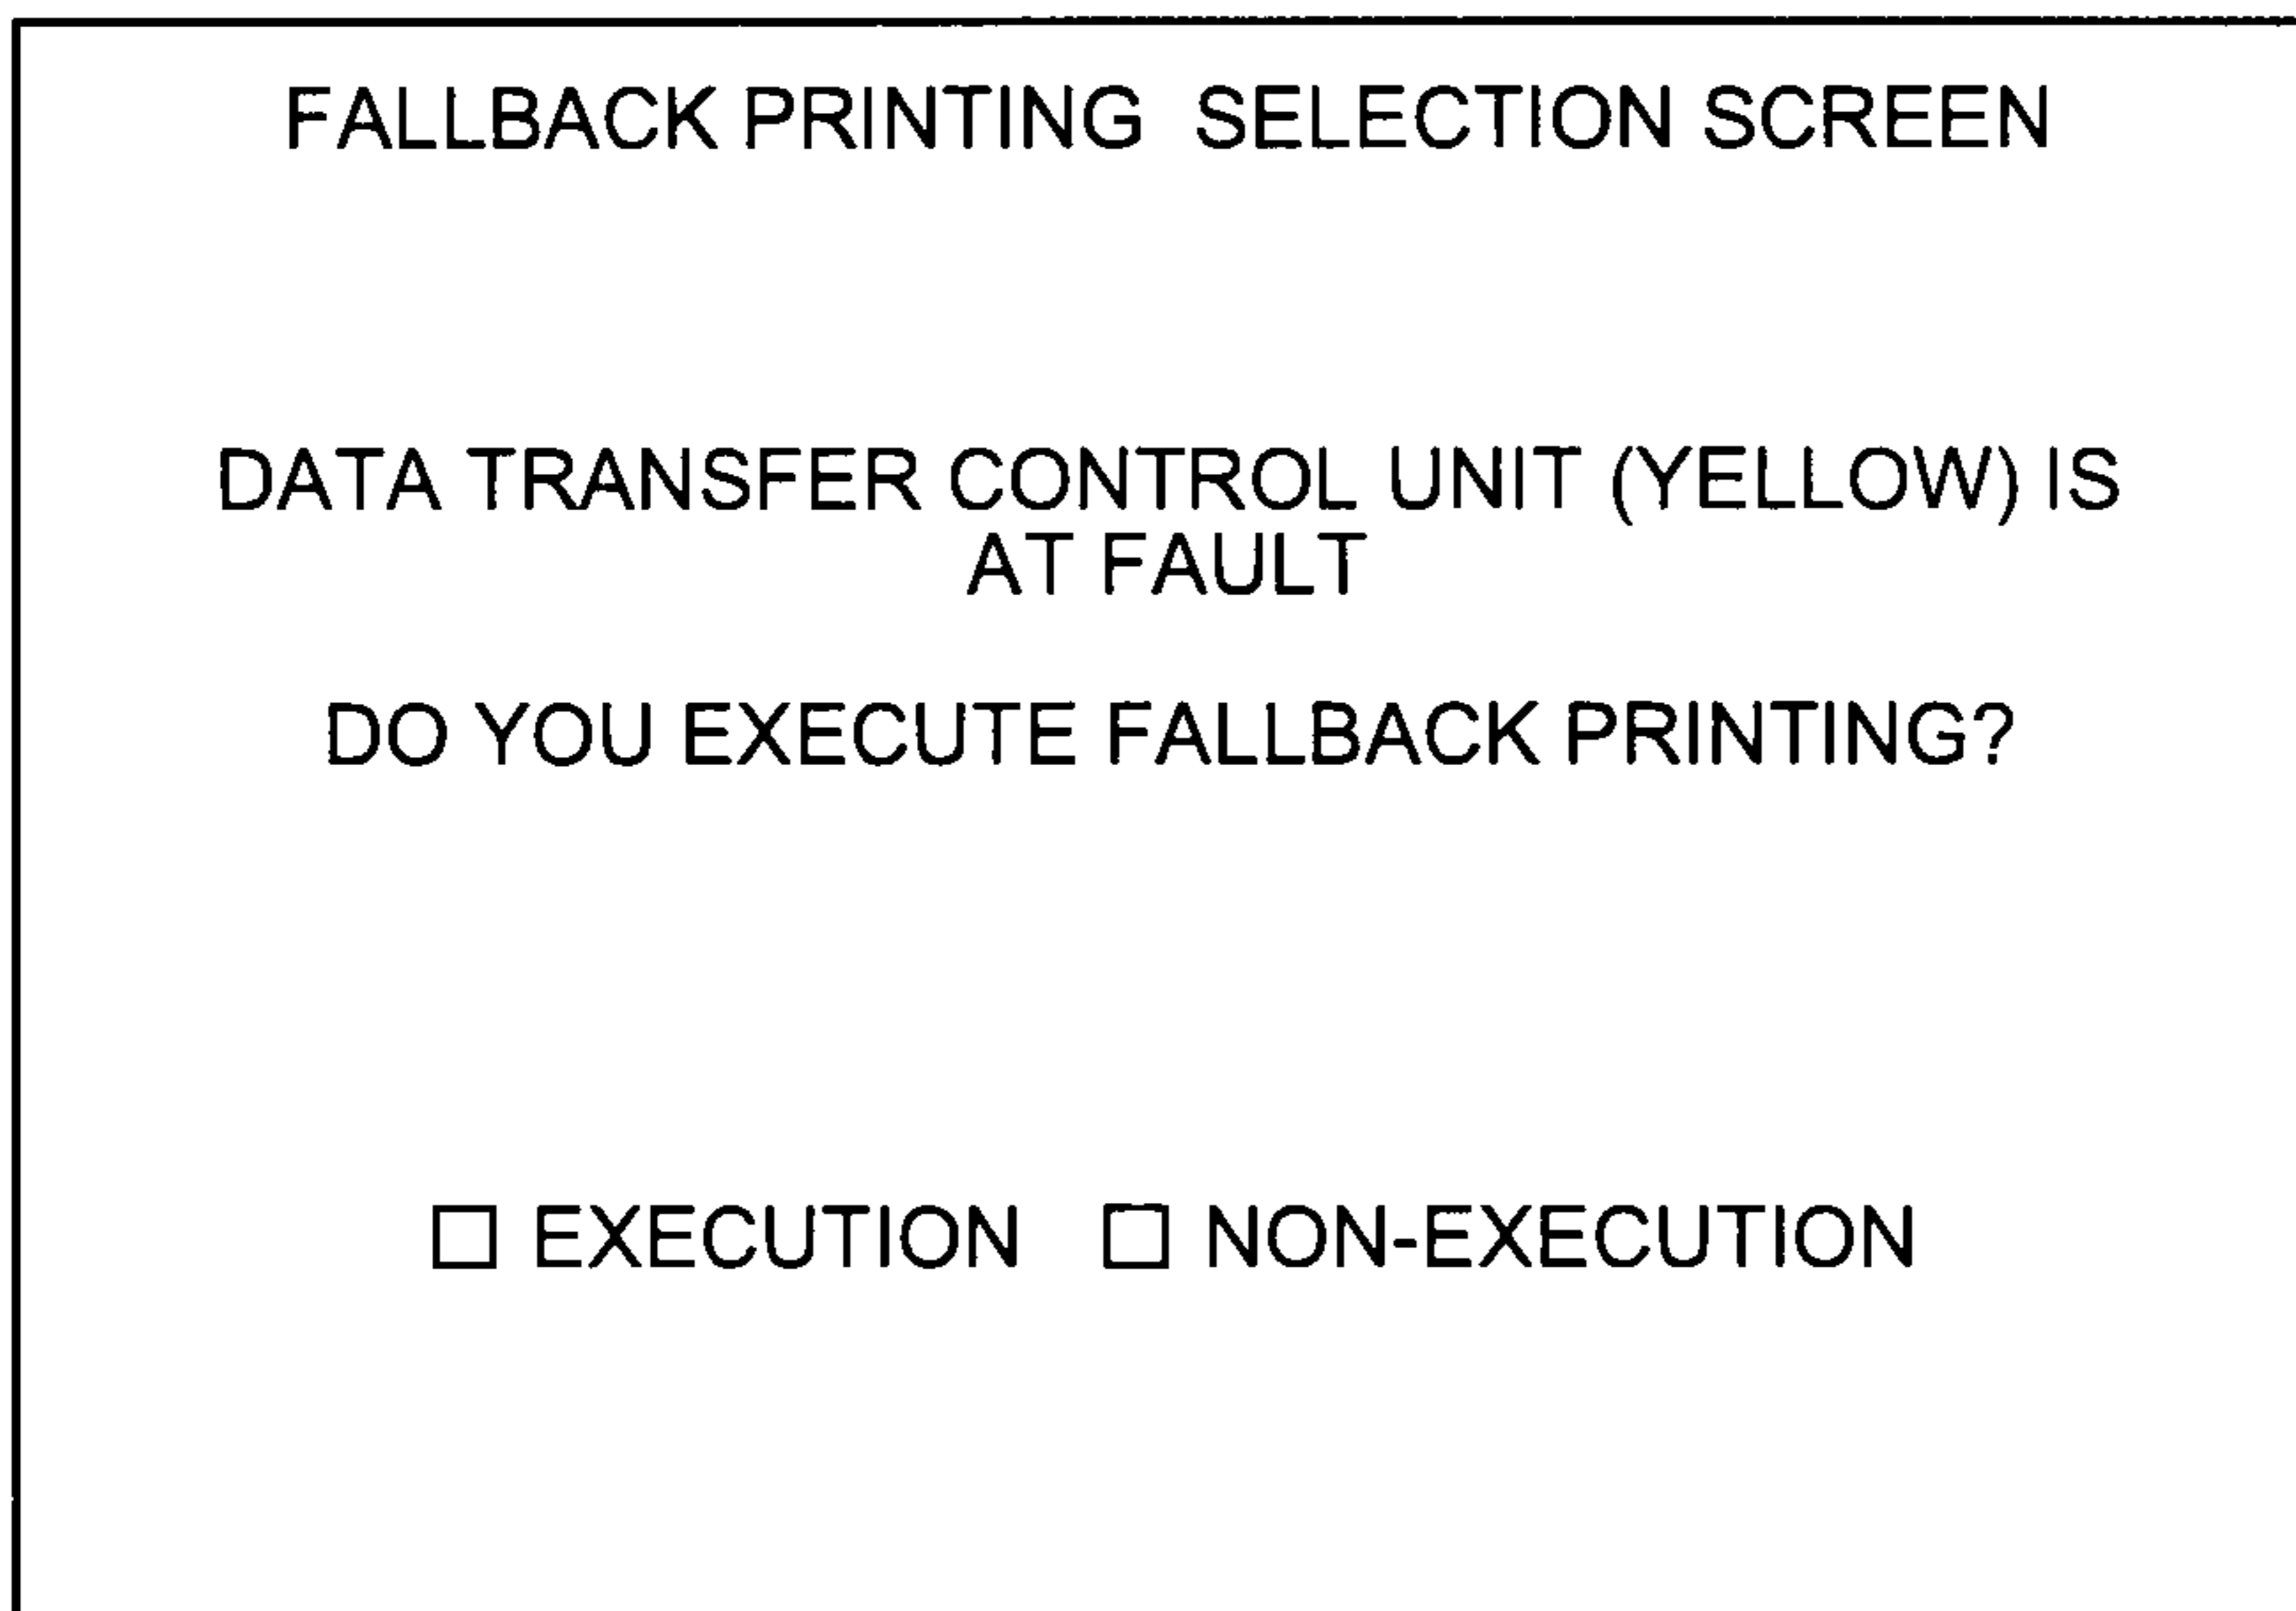 FALLBACK PRINTING SELECTION SCREEN
DATA TRANSFER CONTROL UNIT (YELLOW) IS
AT FAULT
DO YOU EXECUTE FALLBACK PRINTING?
□ EXECUTION □ NON-EXECUTION